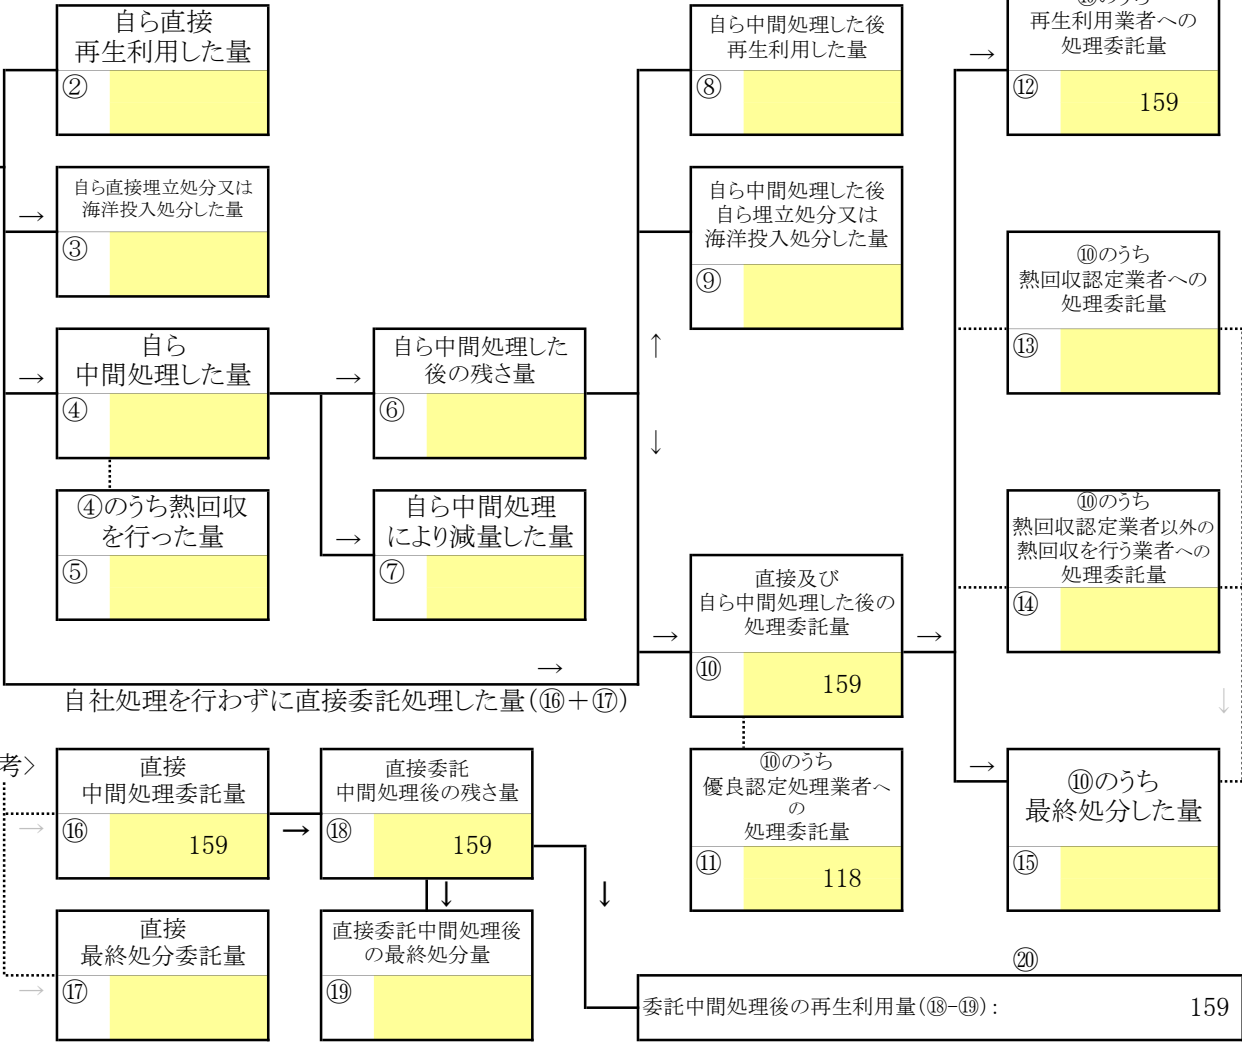 自ら直接
再生利用した量
②
自ら直接埋立処分又は
海洋投入処分した量
→
③
自ら
中間処理した量
→
④
④のうち熱回収
を行った量
⑤
自ら中間処理した
後の残さ量
→
⑥
自ら中間処理
により減量した量
→
⑦
自ら中間処理した後
再生利用した量
⑧
自ら中間処理した後
自ら埋立処分又は
海洋投入処分した量
⑨
↑
↓
直接及び
自ら中間処理した後の
処理委託量
→
→
⑩
159
→
自社処理を行わずに直接委託処理した量(⑯+⑰)
⑩のうち
優良認定処理業者へ
の
処理委託量
⑪
118
⑩のうち
再生利用業者への
処理委託量
→
⑫
159
⑩のうち
熱回収認定業者への
処理委託量
⑬
⑩のうち
熱回収認定業者以外の
熱回収を行う業者への
処理委託量
⑭
↓
⑩のうち
最終処分した量
→
⑮
考>
直接
中間処理委託量
→
⑯
159
直接委託
中間処理後の残さ量
→
⑱
159
↓
↓
直接
最終処分委託量
→
⑰
直接委託中間処理後
の最終処分量
⑲
⑳
委託中間処理後の再生利用量(⑱-⑲): 159